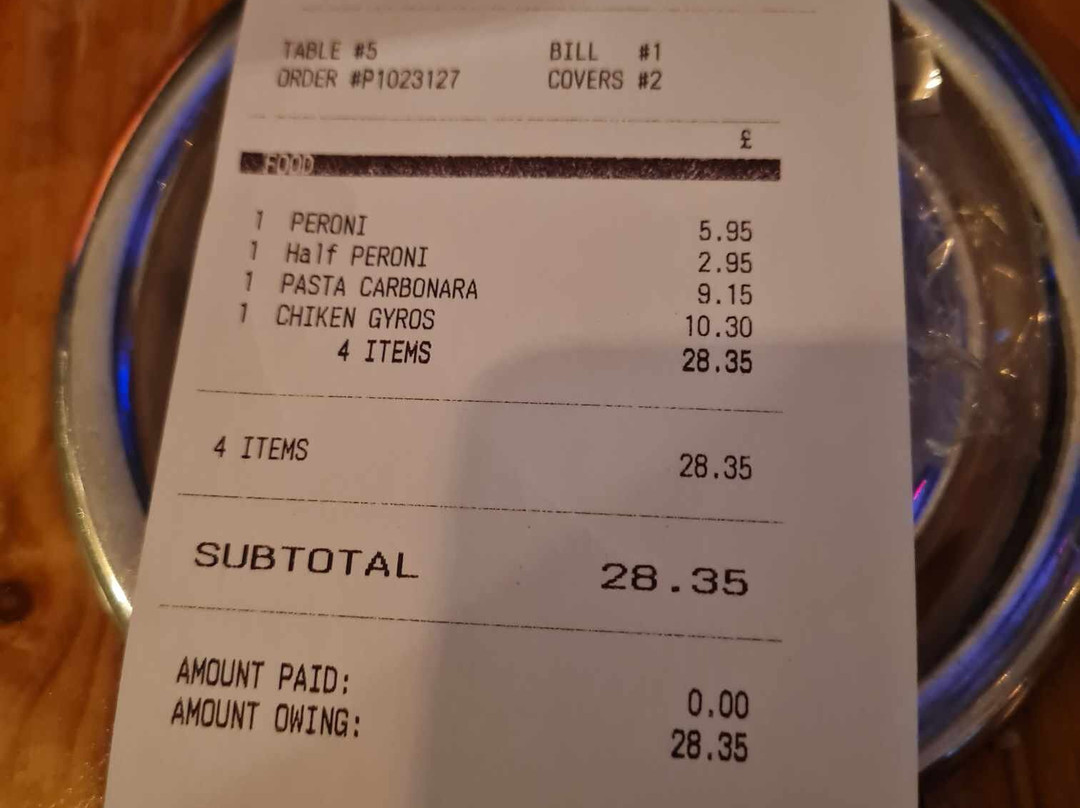 TABLE #5 BILL #1
ORDER #P1023127 COVERS #2
£
FOOD
1 PERONI 5.95
1 Half PERONI 2.95
1 PASTA CARBONARA 9.15
1 CHIKEN GYROS 10.30
4 ITEMS 28.35
4 ITEMS 28.35
SUBTOTAL 28.35
AMOUNT PAID: 0.00
AMOUNT OWING: 28.35